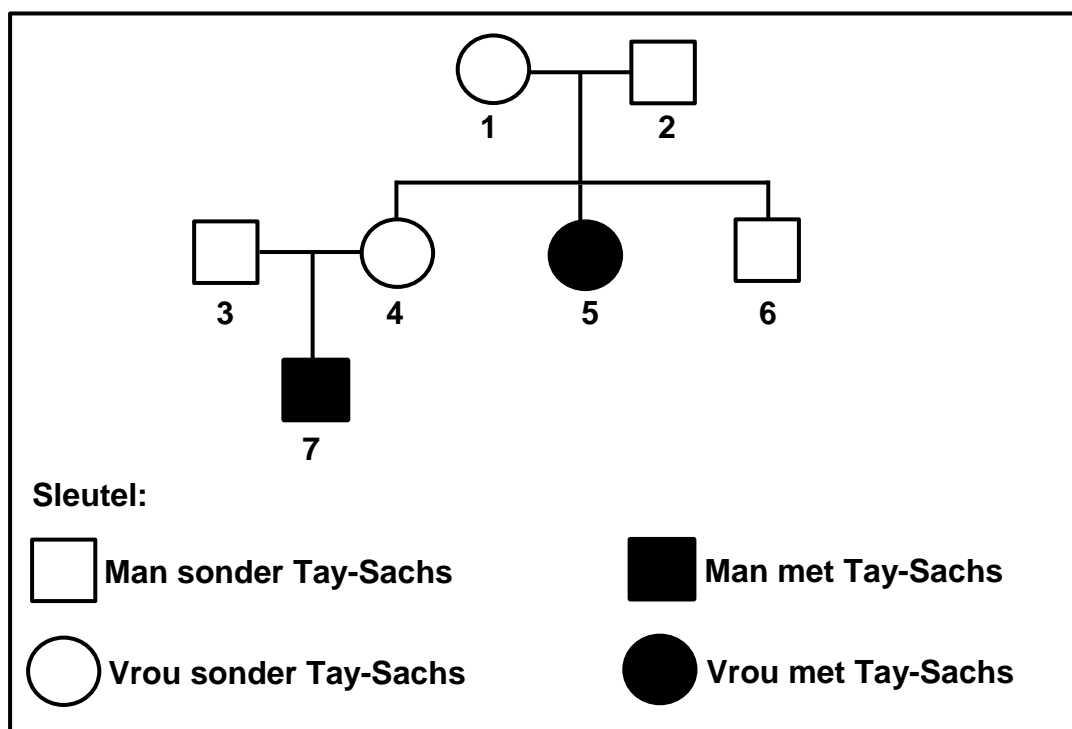 1
2
3
4
5
6
7
Sleutel:
Man sonder Tay-Sachs
Man met Tay-Sachs
Vrou sonder Tay-Sachs
Vrou met Tay-Sachs